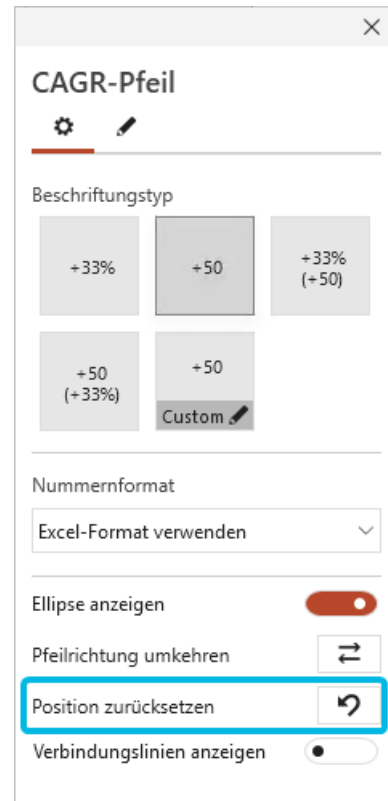 CAGR-Pfeil
Beschriftungstyp
+33%
+50
+33%
(+50)
+50
(+33%)
+50
Custom
Nummernformat
Excel-Format verwenden
Ellipse anzeigen
Pfeilrichtung umkehren
Position zurücksetzen
Verbindungslinien anzeigen